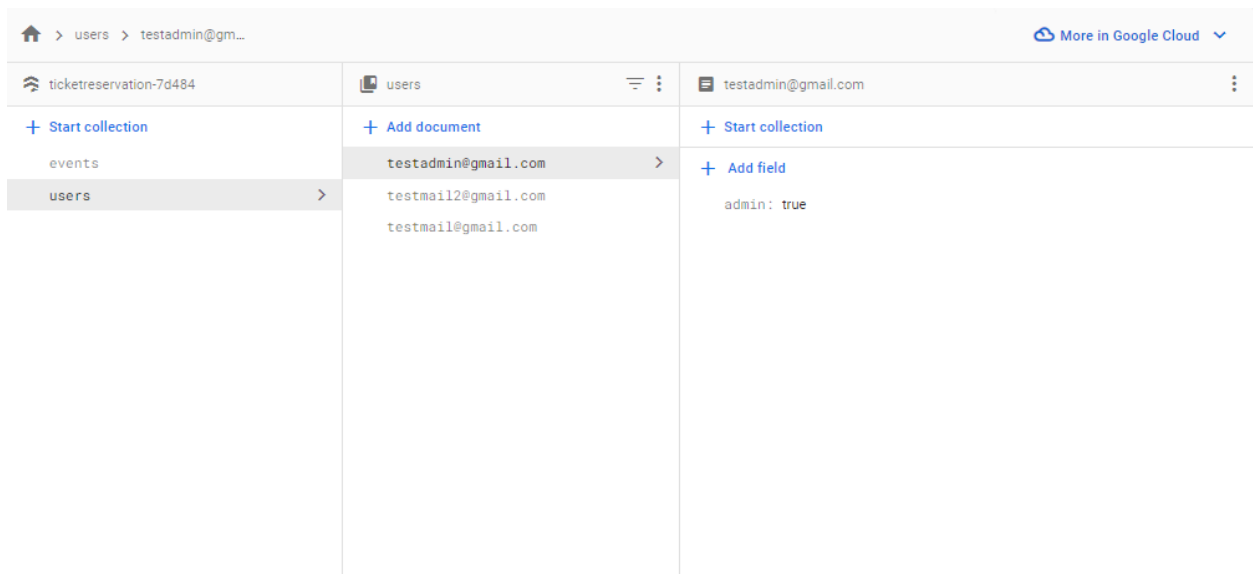 users > testadmin@gm...
More in Google Cloud
ticketreservation-7d484
users
testadmin@gmail.com
+ Start collection
+ Add document
+ Start collection
events
users
testadmin@gmail.com
testmail2@gmail.com
testmail@gmail.com
+ Add field
admin: true